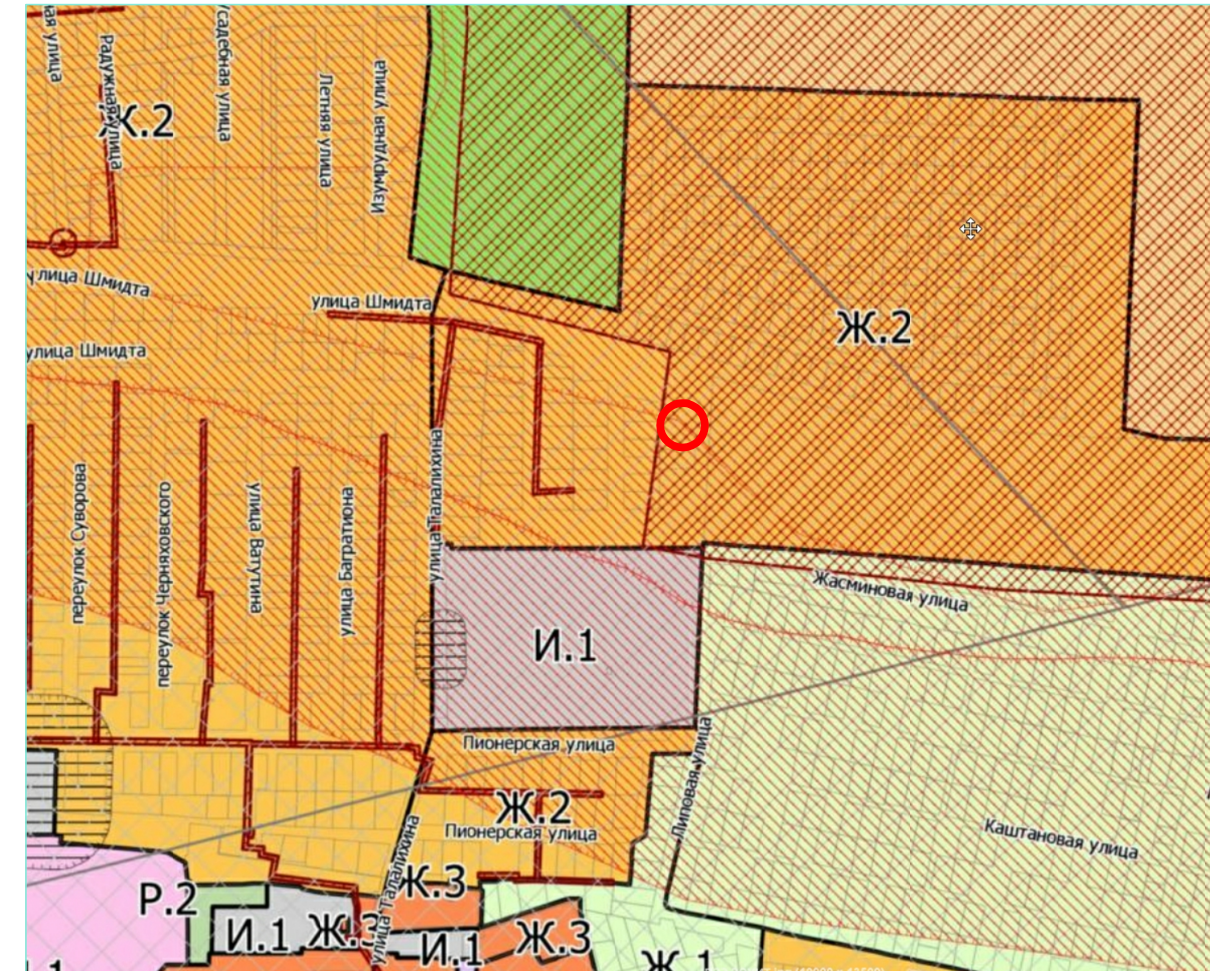 садебная улица
Радужная улица
Ж.2
Летняя улица
Изумрудная улица
улица Шмидта
улица Шмидта
улица Шмидта
Ж.2
переулок Суворова
переулок Черняховского
улица Ватутина
улица Багратиона
улица Талалихина
Жасминовая улица
И.1
Пионерская улица
Липовая улица
Ж.2
Пионерская улица
Каштановая улица
улица Талалихина
Ж.3
Р.2
И.1
Ж.3
И.1
Ж.3
Ж.1